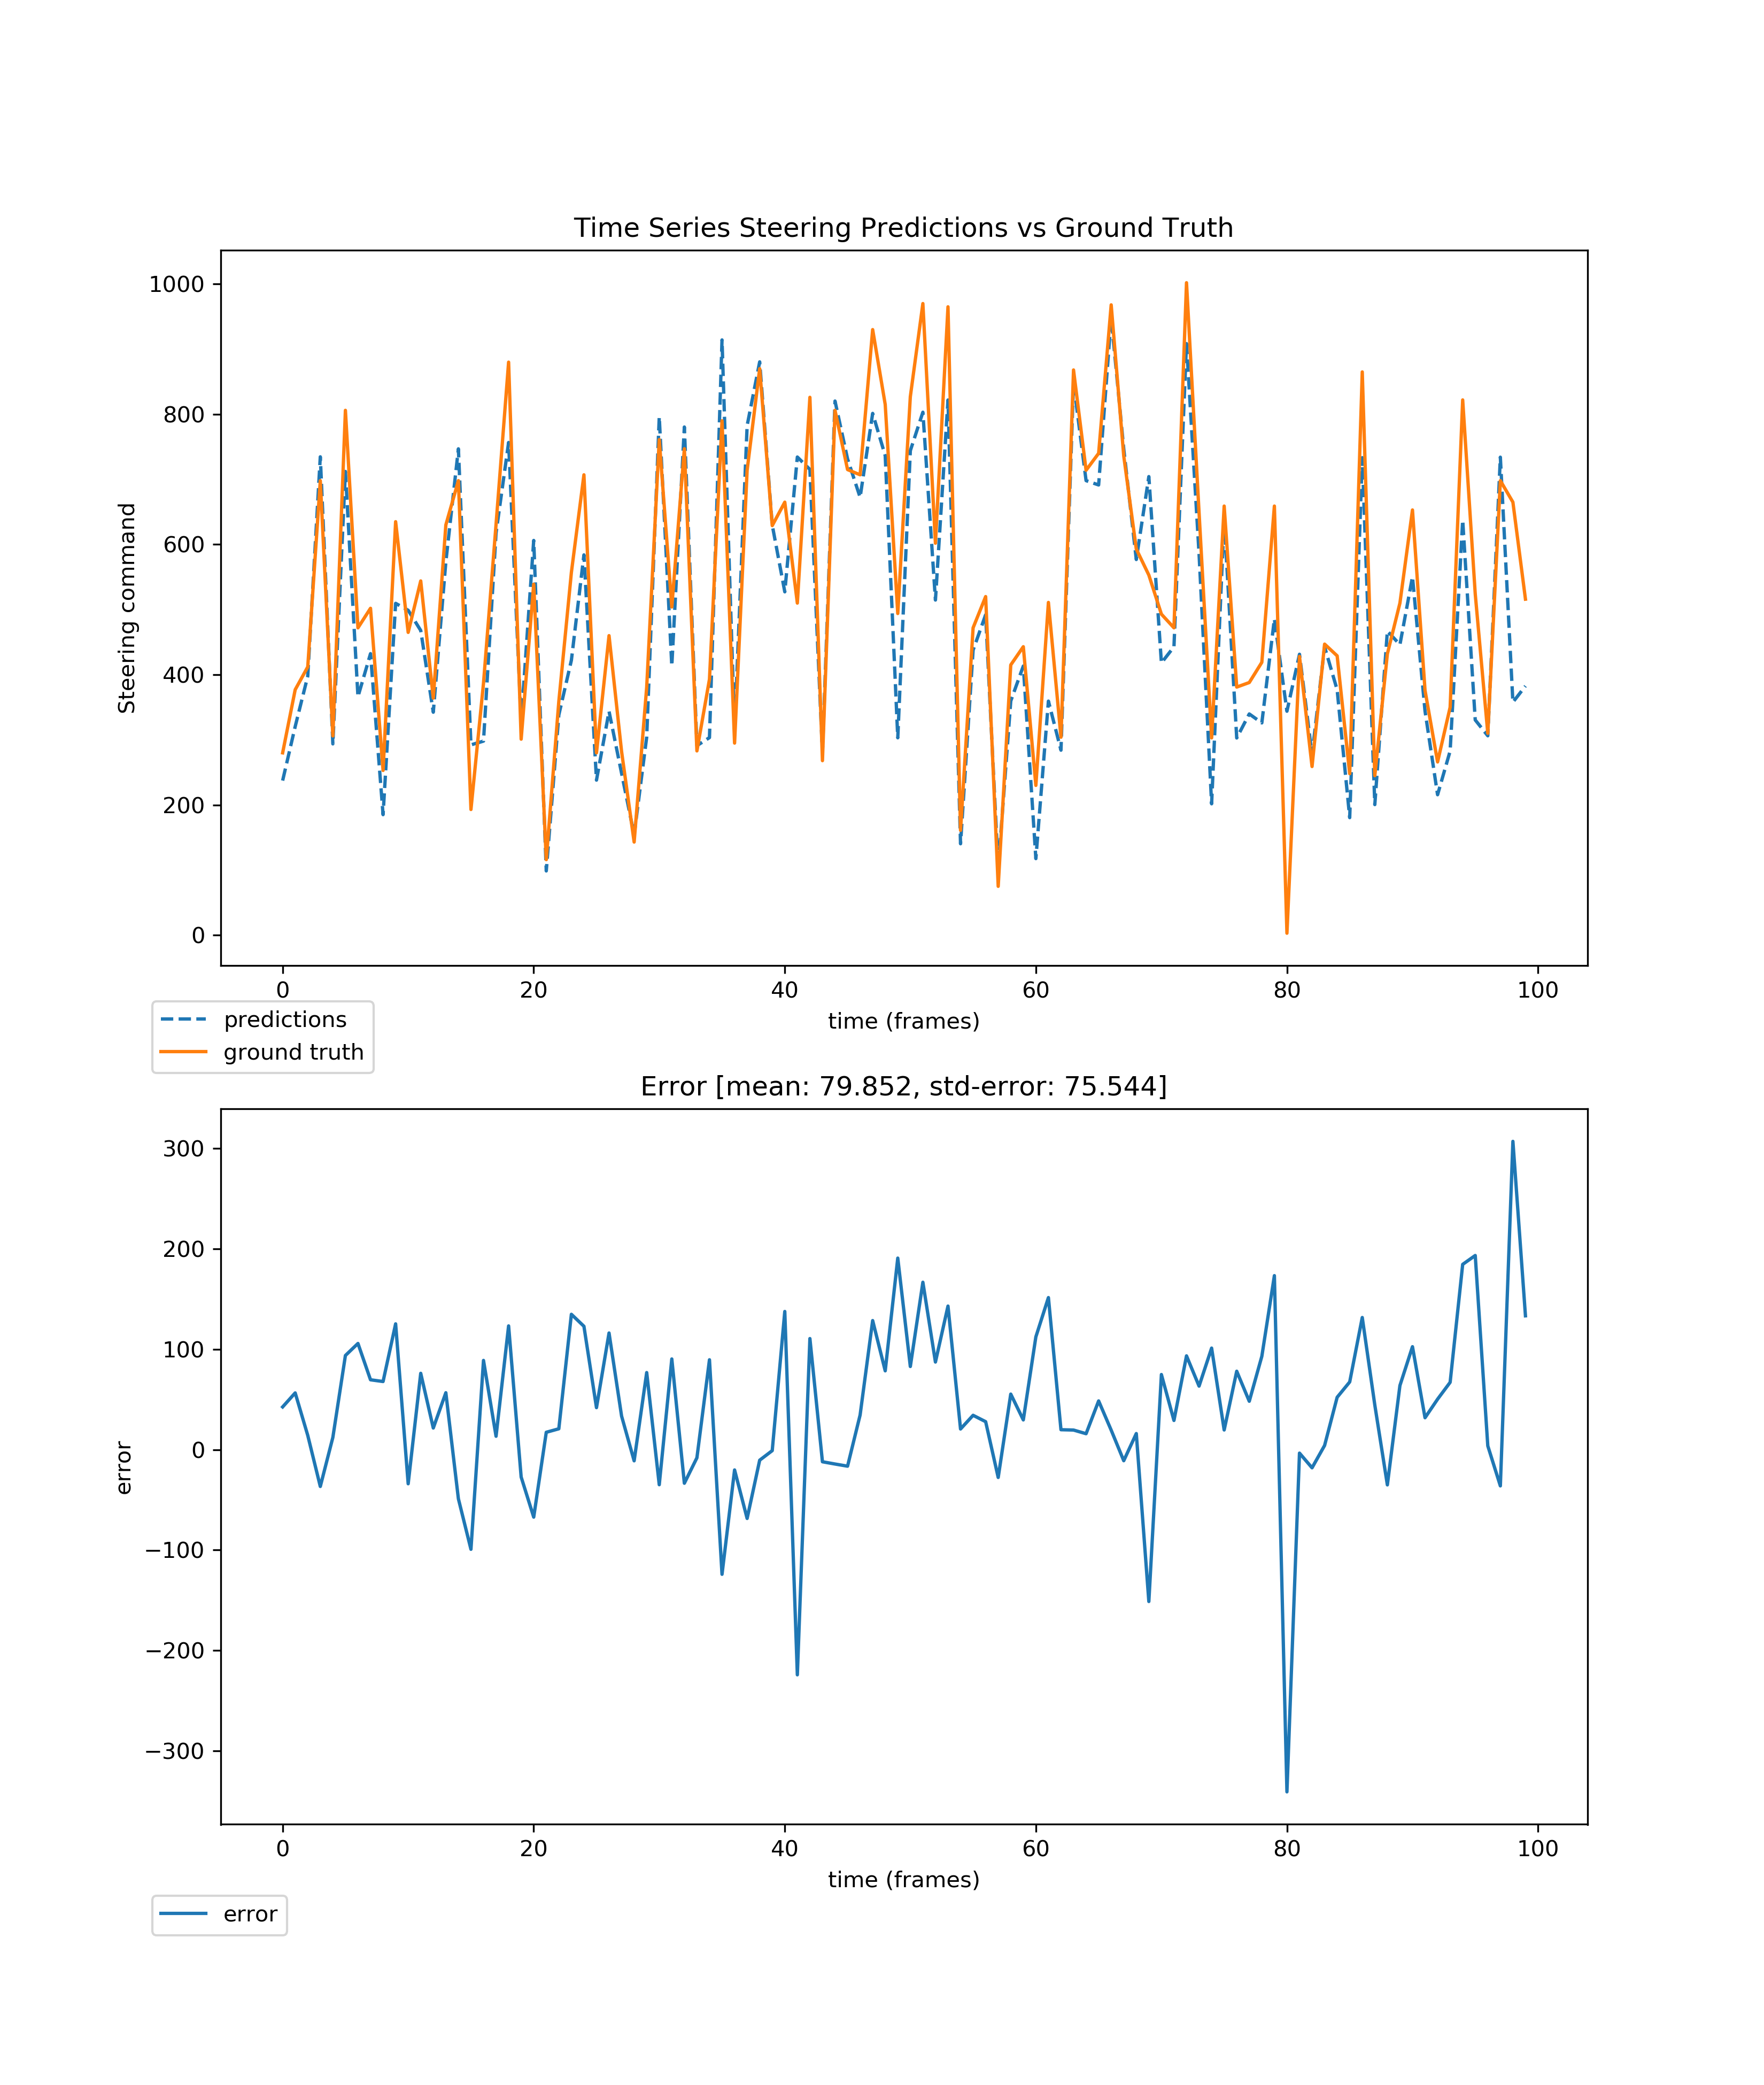 Time Series Steering Predictions vs Ground Truth
1000
800
600
400
200
0
Steering command
0 20 40 60 80 100
time (frames)
predictions
ground truth
Error [mean: 79.852, std-error: 75.544]
300
200
100
0
−100
−200
−300
error
0 20 40 60 80 100
time (frames)
error